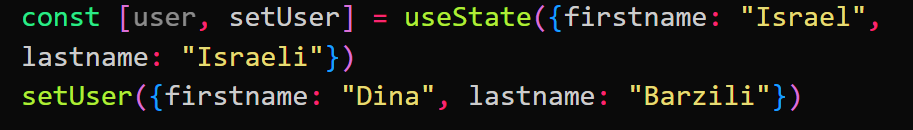 const [user, setUser] = useState({firstname: "Israel",
lastname: "Israeli"})
setUser({firstname: "Dina", lastname: "Barzili"})